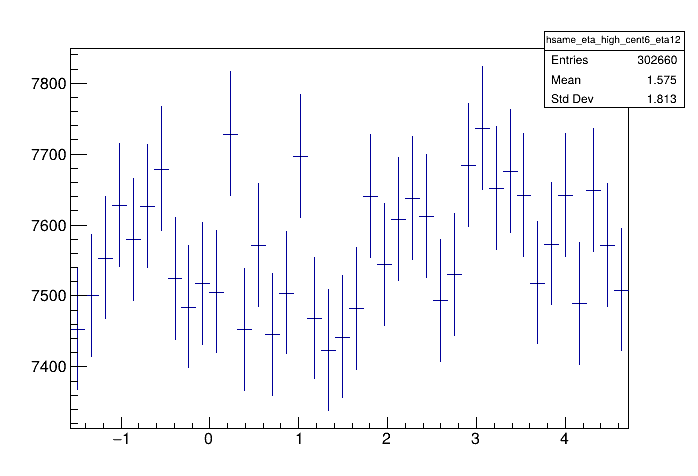 hsame_eta_high_cent6_eta12
Entries 302660
Mean 1.575
Std Dev 1.813
7800
7700
7600
7500
7400
−1 0 1 2 3 4